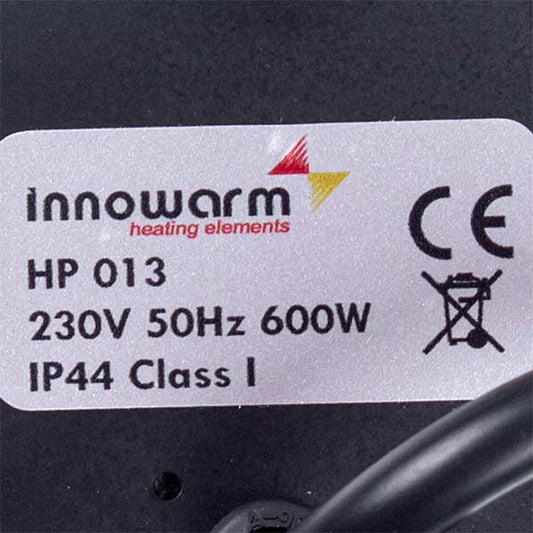 innowarm
heating elements
HP 013
230V 50Hz 600W
IP44 Class I
CE